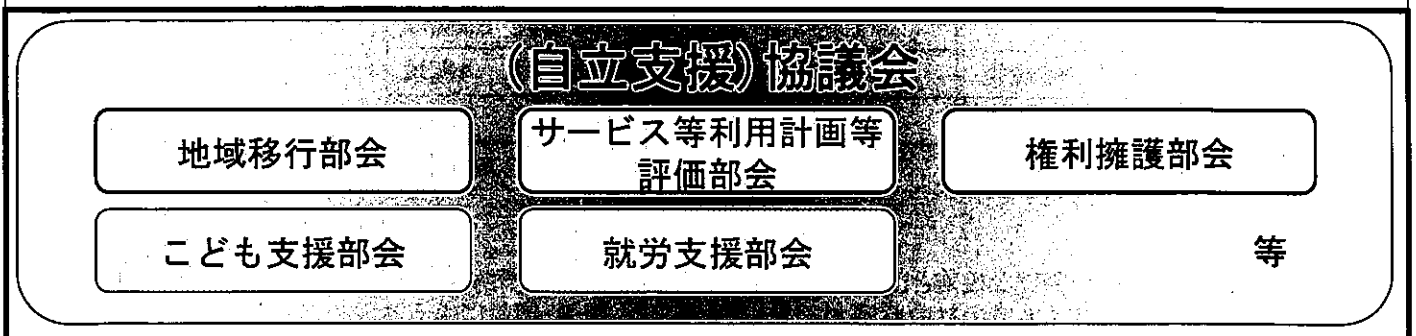 (自立支援)協議会
地域移行部会
サービス等利用計画等
評価部会
権利擁護部会
こども支援部会
就労支援部会
等